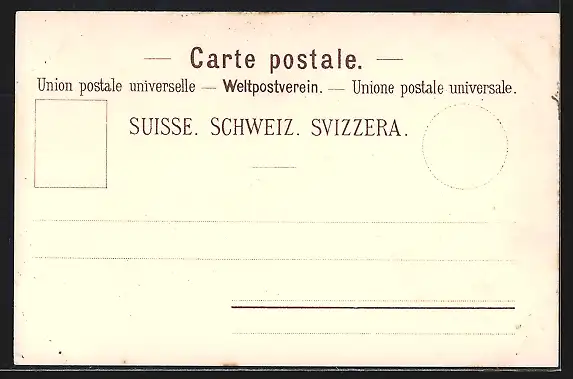 — Carte postale. —
Union postale universelle — Weltpostverein. — Unione postale universale.
SUISSE. SCHWEIZ. SVIZZERA.